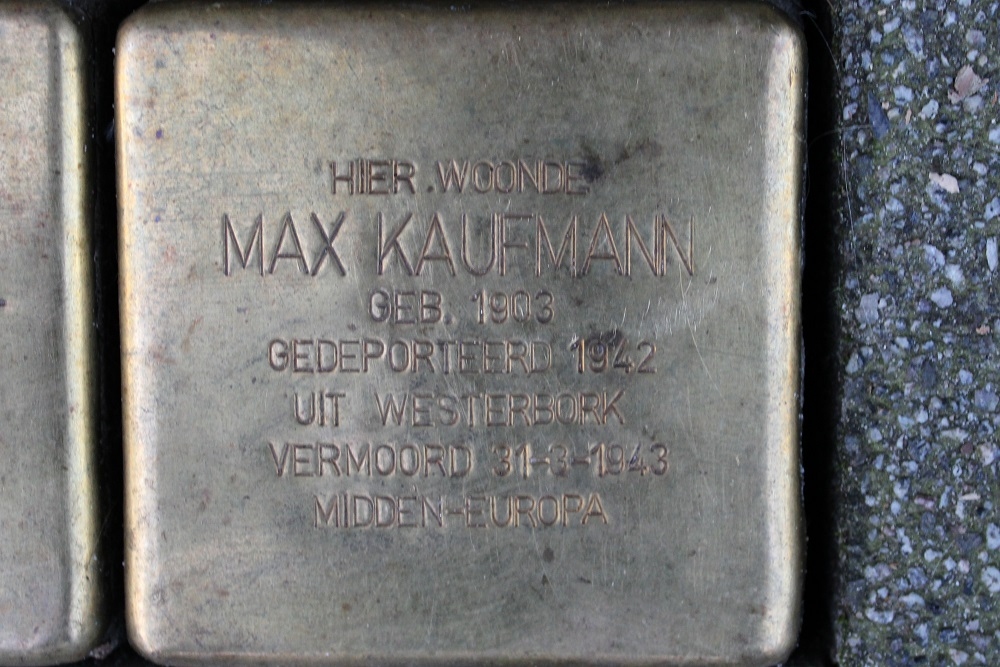 HIER WOONDE
MAX KAUFMANN
GEB. 1903
GEDEPORTEERD 1942
UIT WESTERBORK
VERMOORD 31-3-1943
MIDDEN-EUROPA